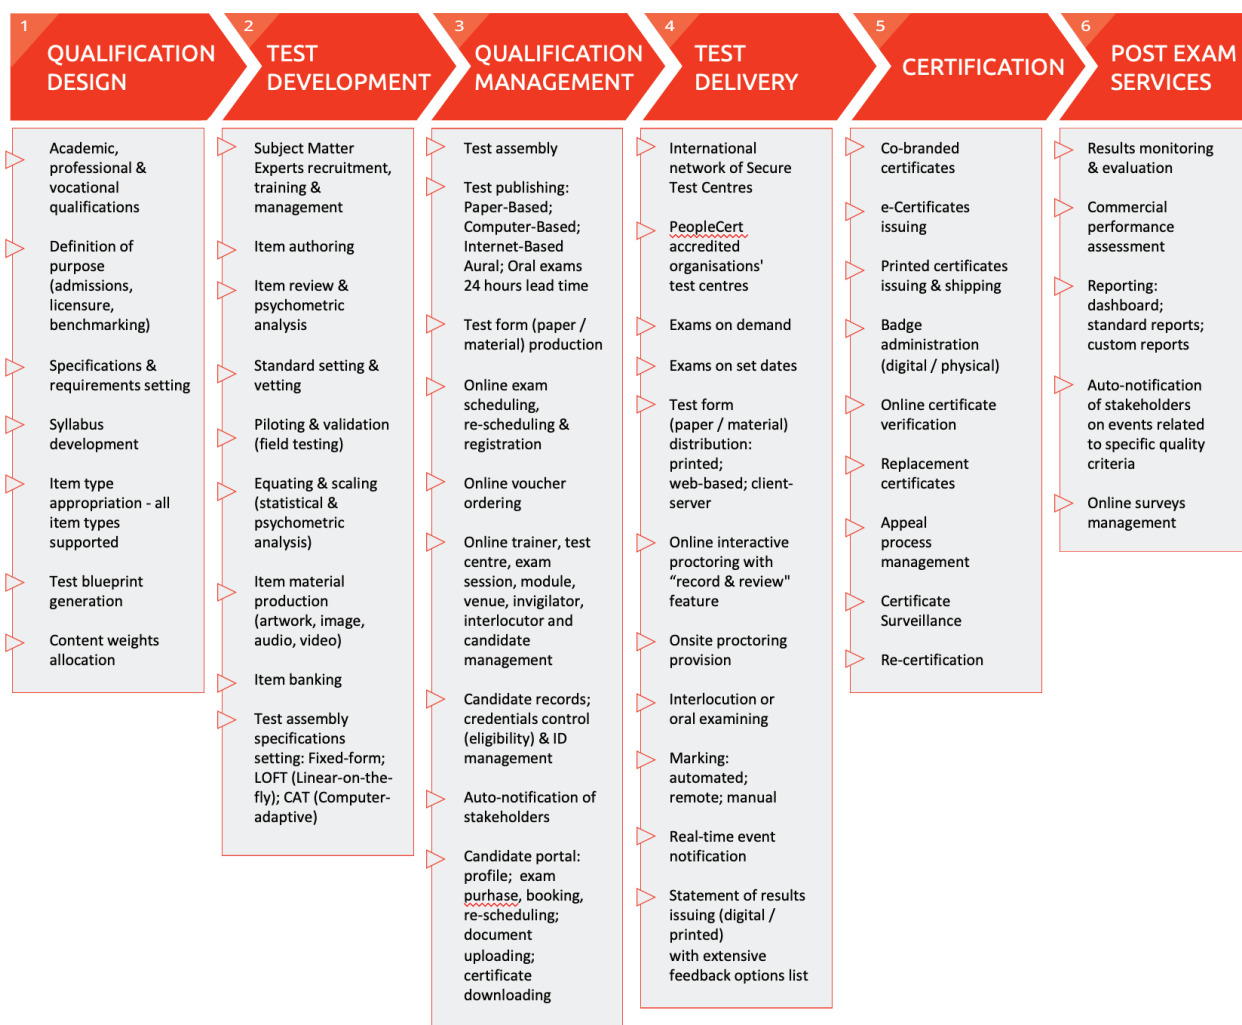 1
QUALIFICATION
DESIGN
Academic,
professional &
vocational
qualifications
Definition of
purpose
(admissions,
licensure,
benchmarking)
Specifications &
requirements setting
Syllabus
development
Item type
appropriation - all
item types
supported
Test blueprint
generation
Content weights
allocation
2
TEST
DEVELOPMENT
Subject Matter
Experts recruitment,
training &
management
Item authoring
Item review &
psychometric
analysis
Standard setting &
vetting
Piloting & validation
(field testing)
Equating & scaling
(statistical &
psychometric
analysis)
Item material
production
(artwork, image,
audio, video)
Item banking
Test assembly
specifications
setting: Fixed-form;
LOFT (Linear-on-the-
fly); CAT (Computer-
adaptive)
3
QUALIFICATION
MANAGEMENT
Test assembly
Test publishing:
Paper-Based;
Computer-Based;
Internet-Based
Aural; Oral exams
24 hours lead time
Test form (paper /
material) production
Online exam
scheduling,
re-scheduling &
registration
Online voucher
ordering
Online trainer, test
centre, exam
session, module,
venue, invigilator,
interlocutor and
candidate
management
Candidate records;
credentials control
(eligibility) & ID
management
Auto-notification of
stakeholders
Candidate portal:
profile; exam
purhase, booking,
re-scheduling;
document
uploading;
certificate
downloading
4
TEST
DELIVERY
International
network of Secure
Test Centres
PeopleCert
accredited
organisations'
test centres
Exams on demand
Exams on set dates
Test form
(paper / material)
distribution:
printed;
web-based; client-
server
Online interactive
proctoring with
“record & review"
feature
Onsite proctoring
provision
Interlocution or
oral examining
Marking:
automated;
remote; manual
Real-time event
notification
Statement of results
issuing (digital /
printed)
with extensive
feedback options list
5
CERTIFICATION
Co-branded
certificates
e-Certificates
issuing
Printed certificates
issuing & shipping
Badge
administration
(digital / physical)
Online certificate
verification
Replacement
certificates
Appeal
process
management
Certificate
Surveillance
Re-certification
6
POST EXAM
SERVICES
Results monitoring
& evaluation
Commercial
performance
assessment
Reporting:
dashboard;
standard reports;
custom reports
Auto-notification
of stakeholders
on events related
to specific quality
criteria
Online surveys
management